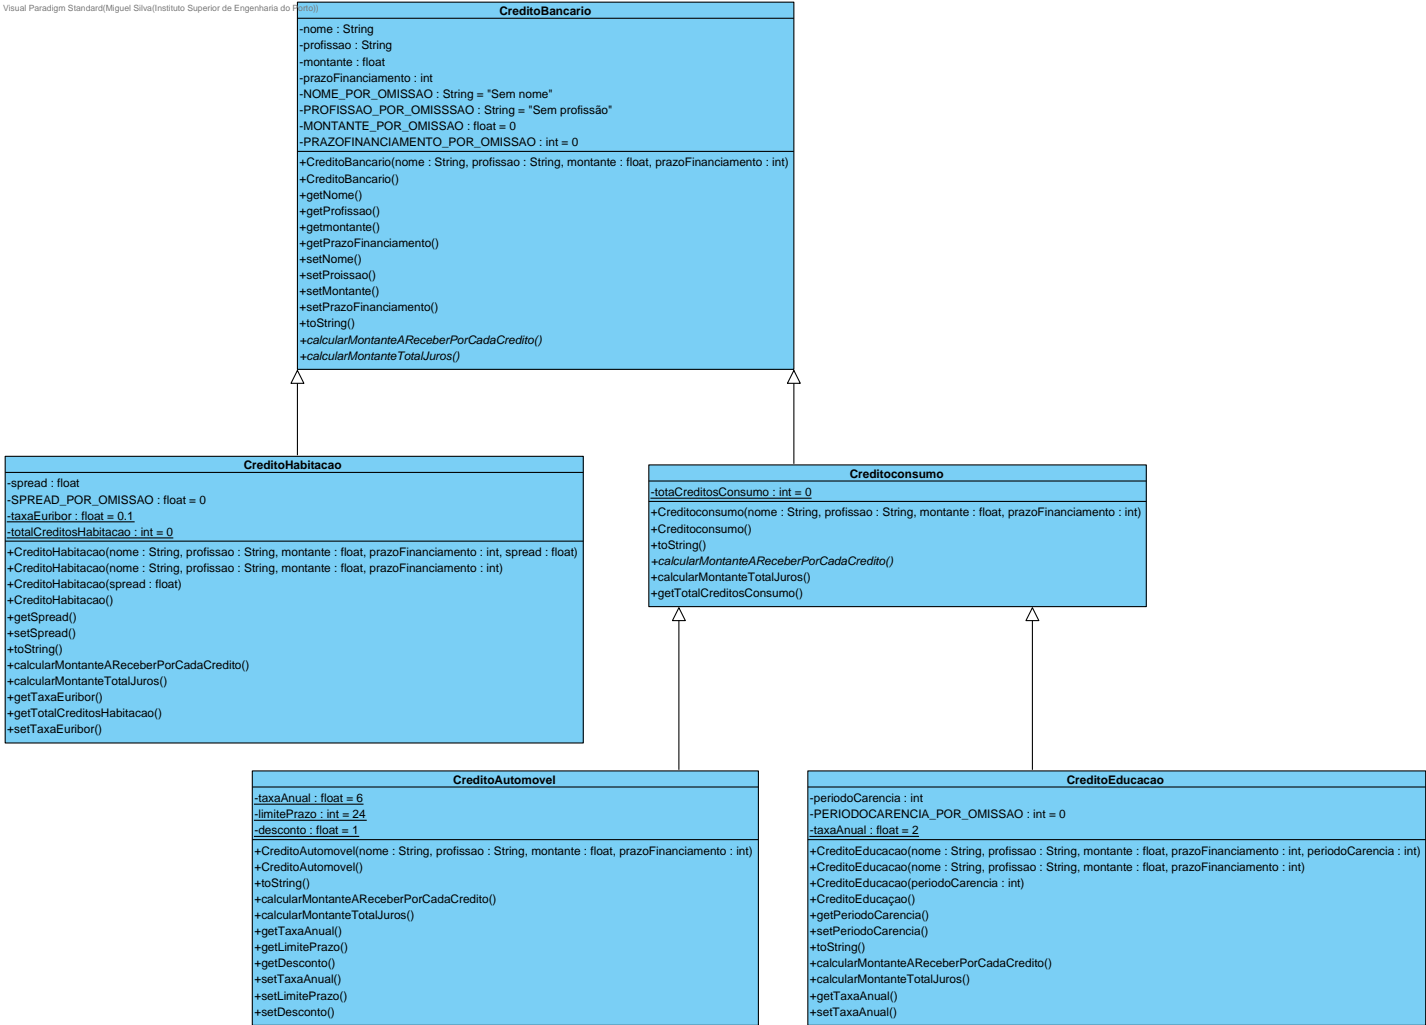 Visual Paradigm Standard(Miguel Silva(Instituto Superior de Engenharia do Porto))
CreditoBancario
-nome : String
-profissao : String
-montante : float
-prazoFinanciamento : int
-NOME_POR_OMISSAO : String = "Sem nome"
-PROFISSAO_POR_OMISSSAO : String = "Sem profissão"
-MONTANTE_POR_OMISSAO : float = 0
-PRAZOFINANCIAMENTO_POR_OMISSAO : int = 0
+CreditoBancario(nome : String, profissao : String, montante : float, prazoFinanciamento : int)
+CreditoBancario()
+getNome()
+getProfissao()
+getmontante()
+getPrazoFinanciamento()
+setNome()
+setProissao()
+setMontante()
+setPrazoFinanciamento()
+toString()
+calcularMontanteAReceberPorCadaCredito()
+calcularMontanteTotalJuros()
CreditoHabitacao
-spread : float
-SPREAD_POR_OMISSAO : float = 0
-taxaEuribor : float = 0.1
-totalCreditosHabitacao : int = 0
+CreditoHabitacao(nome : String, profissao : String, montante : float, prazoFinanciamento : int, spread : float)
+CreditoHabitacao(nome : String, profissao : String, montante : float, prazoFinanciamento : int)
+CreditoHabitacao(spread : float)
+CreditoHabitacao()
+getSpread()
+setSpread()
+toString()
+calcularMontanteAReceberPorCadaCredito()
+calcularMontanteTotalJuros()
+getTaxaEuribor()
+getTotalCreditosHabitacao()
+setTaxaEuribor()
Creditoconsumo
-totaCreditosConsumo : int = 0
+Creditoconsumo(nome : String, profissao : String, montante : float, prazoFinanciamento : int)
+Creditoconsumo()
+toString()
+calcularMontanteAReceberPorCadaCredito()
+calcularMontanteTotalJuros()
+getTotalCreditosConsumo()
CreditoAutomovel
-taxaAnual : float = 6
-limitePrazo : int = 24
-desconto : float = 1
+CreditoAutomovel(nome : String, profissao : String, montante : float, prazoFinanciamento : int)
+CreditoAutomovel()
+toString()
+calcularMontanteAReceberPorCadaCredito()
+calcularMontanteTotalJuros()
+getTaxaAnual()
+getLimitePrazo()
+getDesconto()
+setTaxaAnual()
+setLimitePrazo()
+setDesconto()
CreditoEducacao
-periodoCarencia : int
-PERIODOCARENCIA_POR_OMISSAO : int = 0
-taxaAnual : float = 2
+CreditoEducacao(nome : String, profissao : String, montante : float, prazoFinanciamento : int, periodoCarencia : int)
+CreditoEducacao(nome : String, profissao : String, montante : float, prazoFinanciamento : int)
+CreditoEducacao(periodoCarencia : int)
+CreditoEducaçao()
+getPeriodoCarencia()
+setPeriodoCarencia()
+toString()
+calcularMontanteAReceberPorCadaCredito()
+calcularMontanteTotalJuros()
+getTaxaAnual()
+setTaxaAnual()